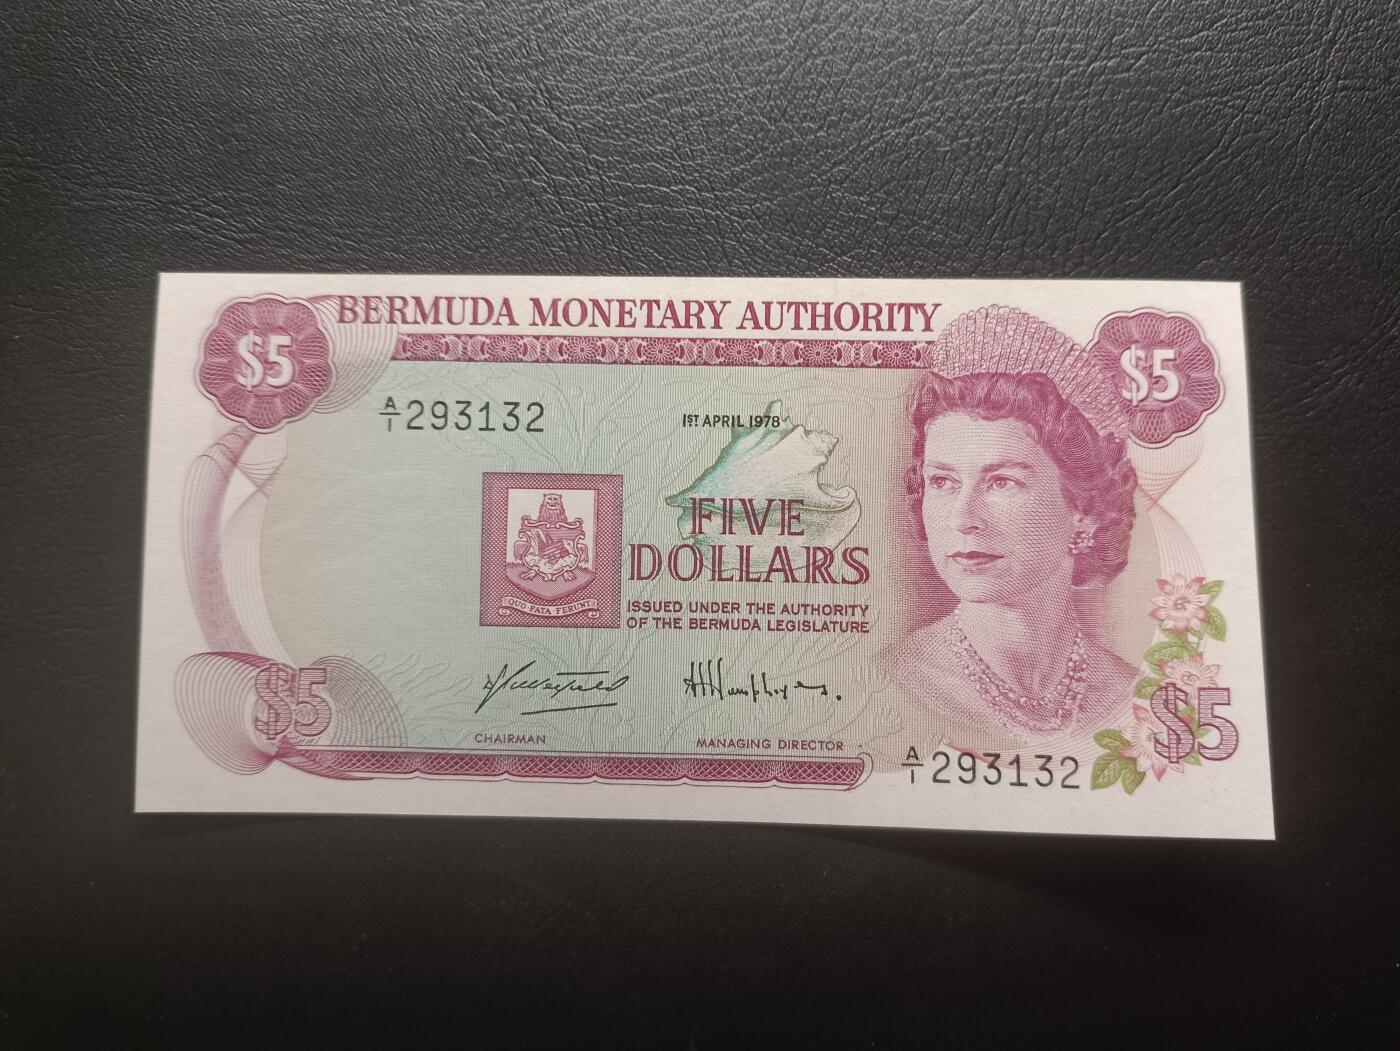 BERMUDA MONETARY AUTHORITY
$5
$5
A/1 293132
1ST APRIL 1978
FIVE
DOLLARS
QUO FATA FERUNT
ISSUED UNDER THE AUTHORITY
OF THE BERMUDA LEGISLATURE
CHAIRMAN
MANAGING DIRECTOR
$5
$5
A/1 293132